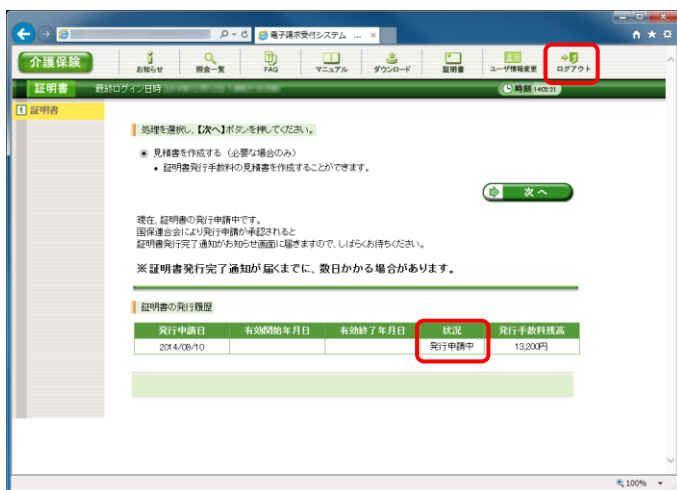 電子請求受付システム ...
介護保険
お知らせ 照会一覧 FAQ マニュアル ダウンロード 証明書 ユーザ情報変更 ログアウト
証明書 最終ログイン日時 時刻 14:02:21
1 証明書
処理を選択し、【次へ】ボタンを押してください。
見積書を作成する（必要な場合のみ）
• 証明書発行手数料の見積書を作成することができます。
次 へ
現在、証明書の発行申請中です。
国保連合会により発行申請が承認されると
証明書発行完了通知がお知らせ画面に届きますので、しばらくお待ちください。
※証明書発行完了通知が届くまでに、数日かかる場合があります。
証明書の発行履歴
発行申請日 有効開始年月日 有効終了年月日 状況 発行手数料残高
2014/09/10 発行申請中 13,200円
100%